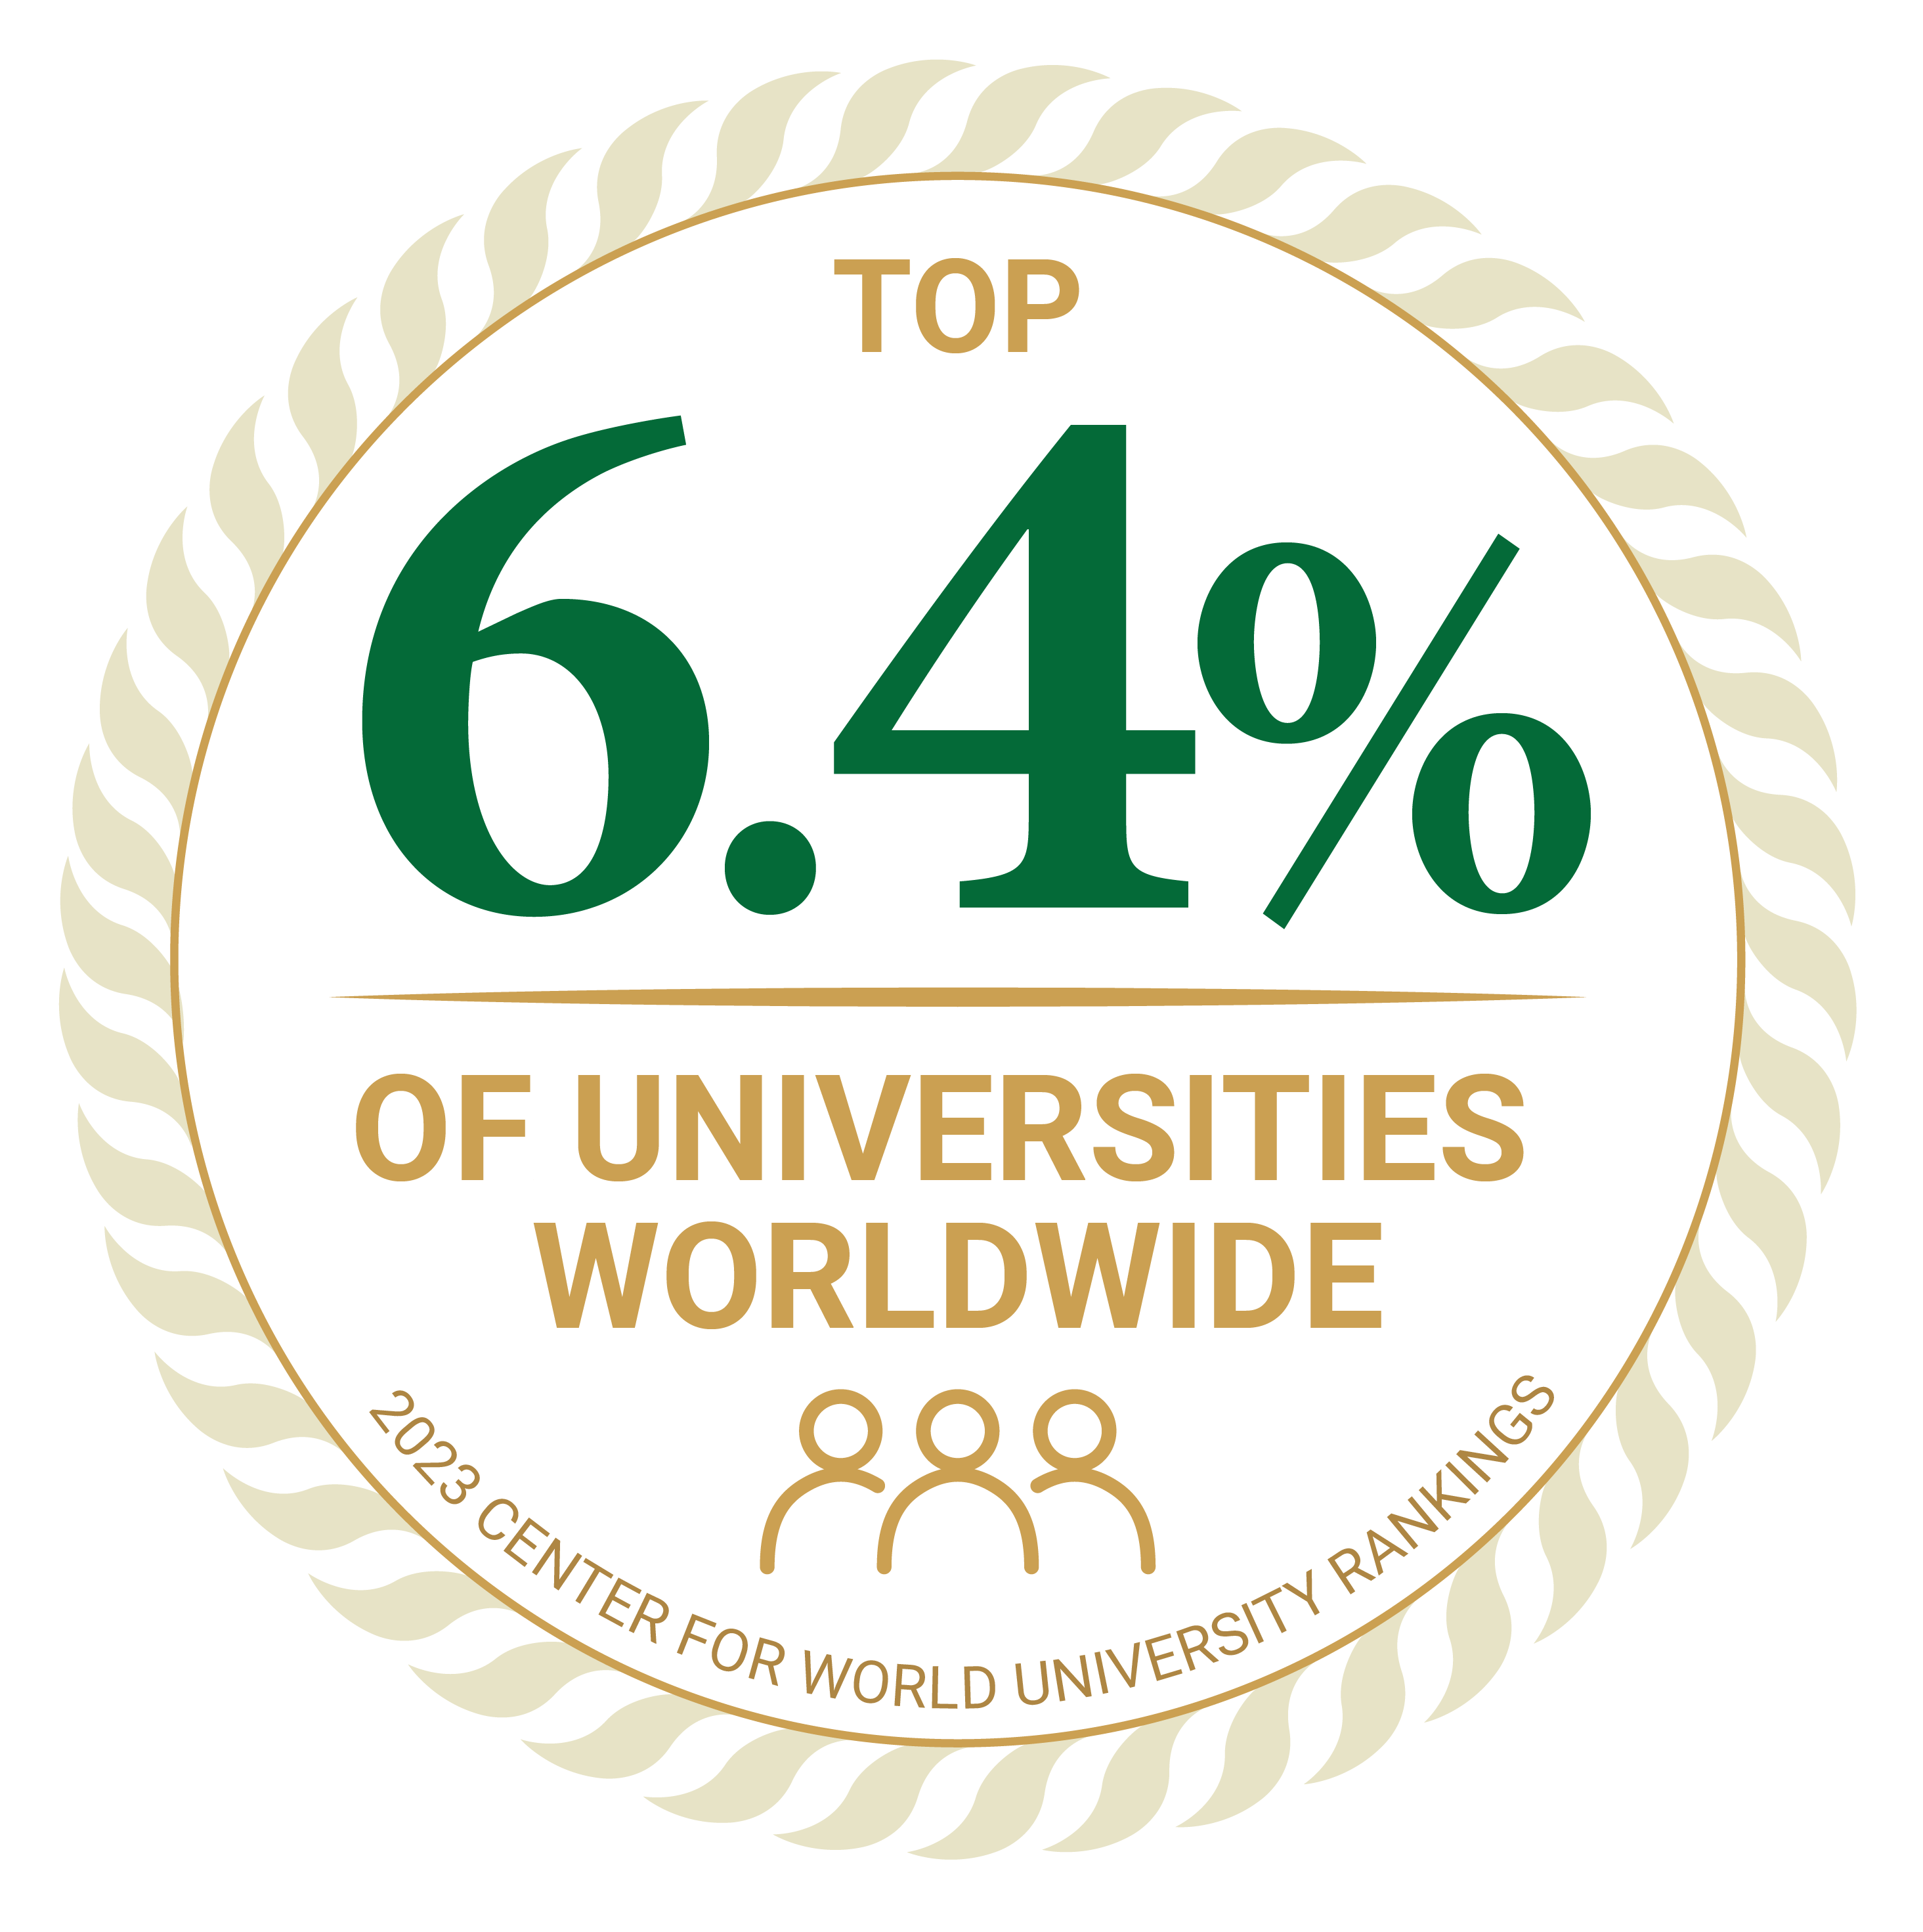 TOP
6.4%
OF UNIVERSITIES
WORLDWIDE
2023 CENTER FOR WORLD UNIVERSITY RANKINGS